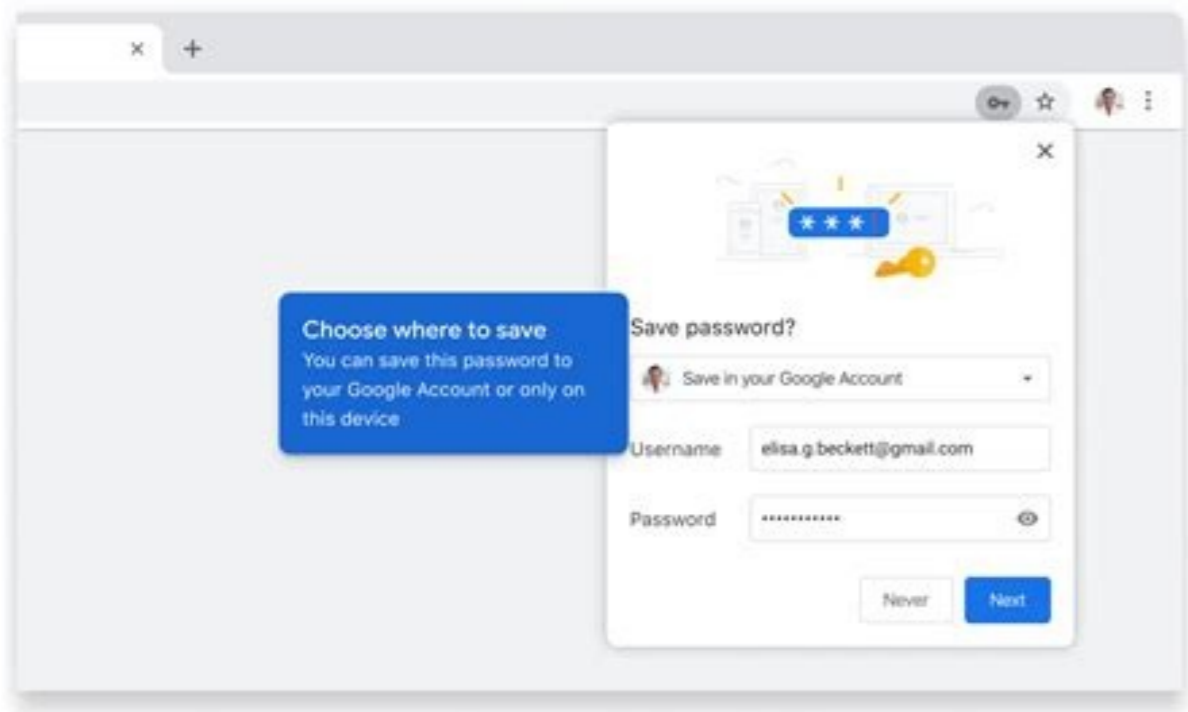 * * *
Choose where to save
You can save this password to
your Google Account or only on
this device
Save password?
Save in your Google Account
Username
elisa.g.beckett@gmail.com
Password
•••••••••••
Never
Next